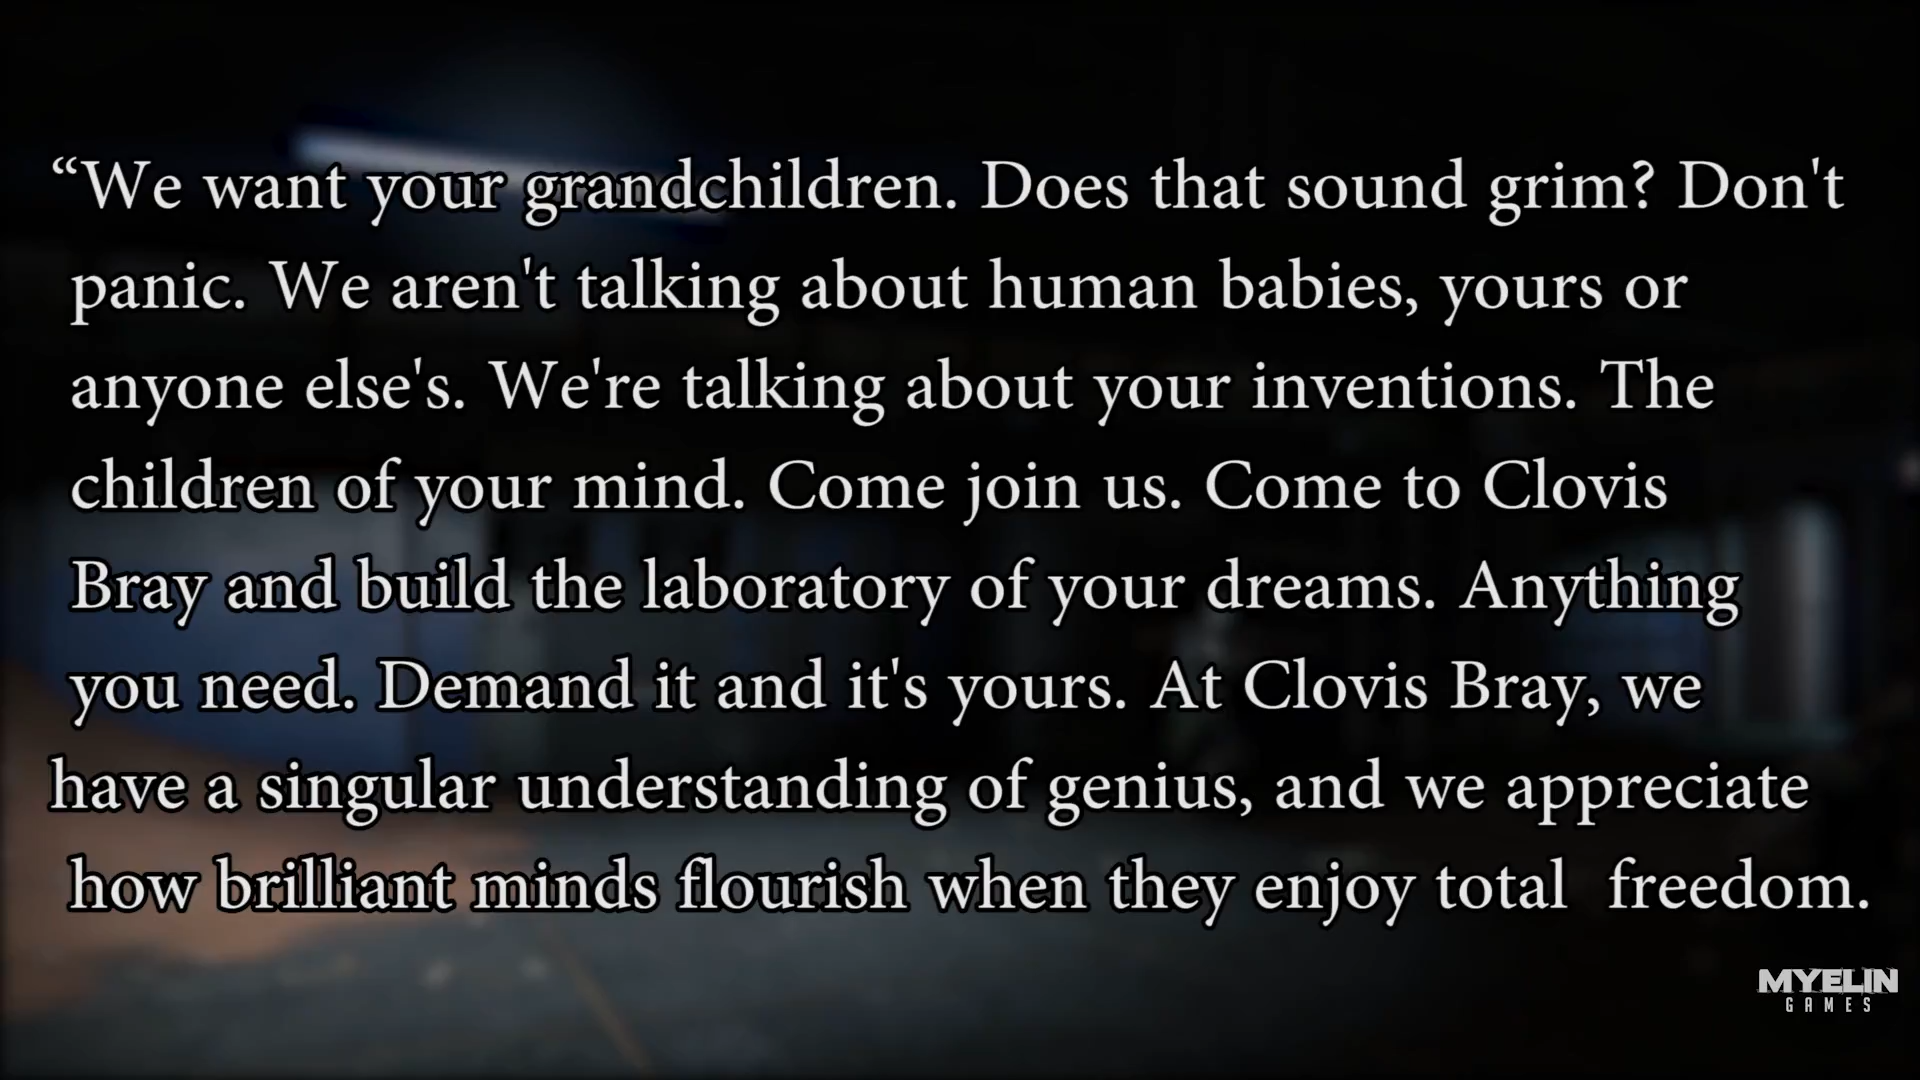 “We want your grandchildren. Does that sound grim? Don't
panic. We aren't talking about human babies, yours or
anyone else's. We're talking about your inventions. The
children of your mind. Come join us. Come to Clovis
Bray and build the laboratory of your dreams. Anything
you need. Demand it and it's yours. At Clovis Bray, we
have a singular understanding of genius, and we appreciate
how brilliant minds flourish when they enjoy total  freedom.
MYELIN
GAMES